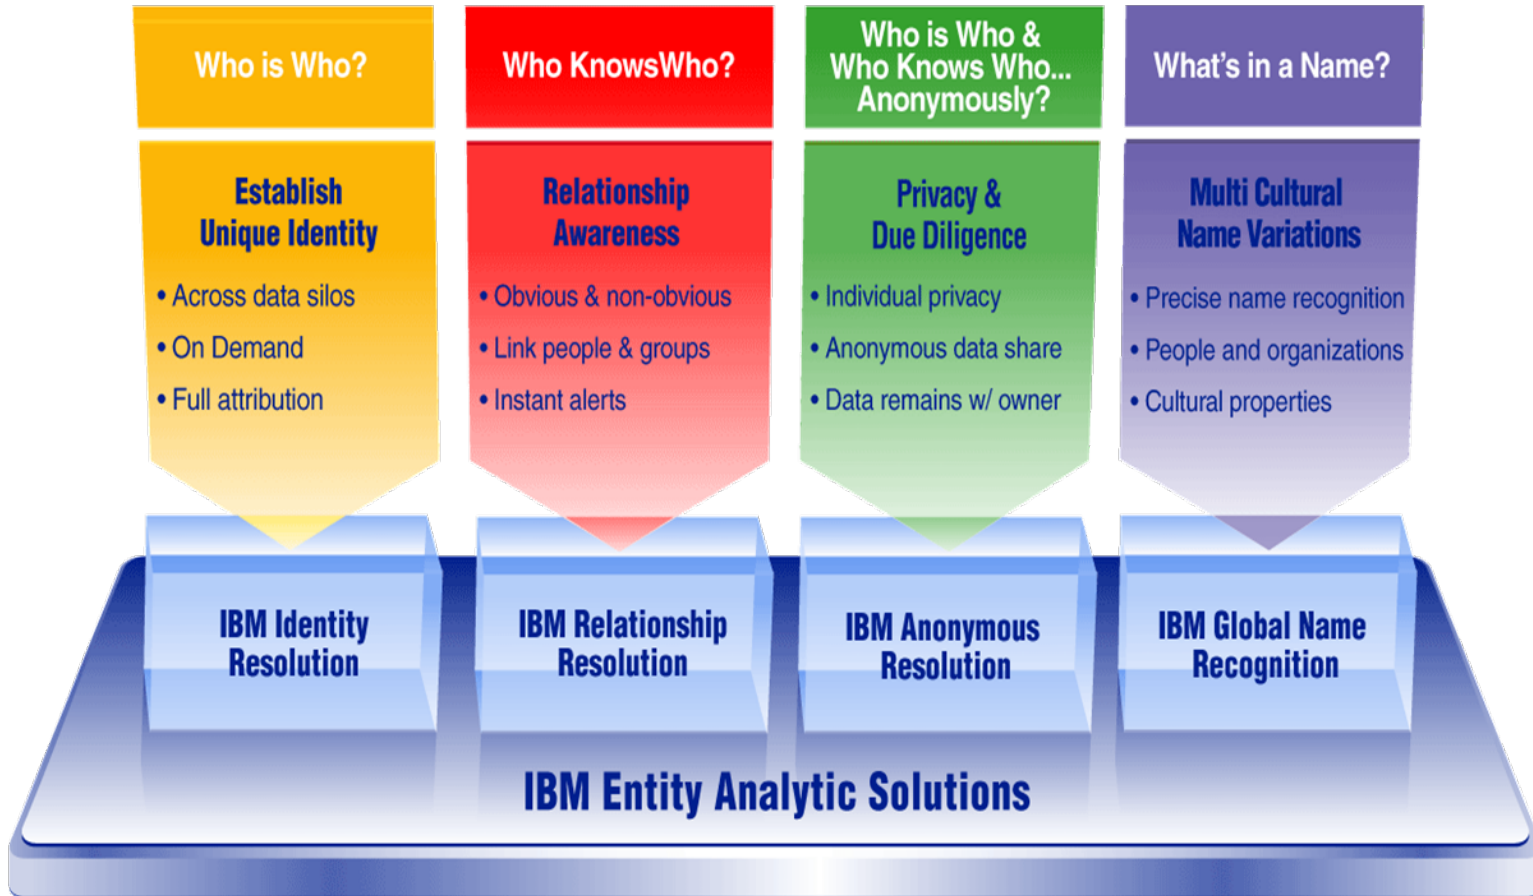 Who is Who?
Establish
Unique Identity
• Across data silos
• On Demand
• Full attribution
IBM Identity
Resolution
Who KnowsWho?
Relationship
Awareness
• Obvious & non-obvious
• Link people & groups
• Instant alerts
IBM Relationship
Resolution
Who is Who &
Who Knows Who...
Anonymously?
Privacy &
Due Diligence
• Individual privacy
• Anonymous data share
• Data remains w/ owner
IBM Anonymous
Resolution
What's in a Name?
Multi Cultural
Name Variations
• Precise name recognition
• People and organizations
• Cultural properties
IBM Global Name
Recognition
IBM Entity Analytic Solutions